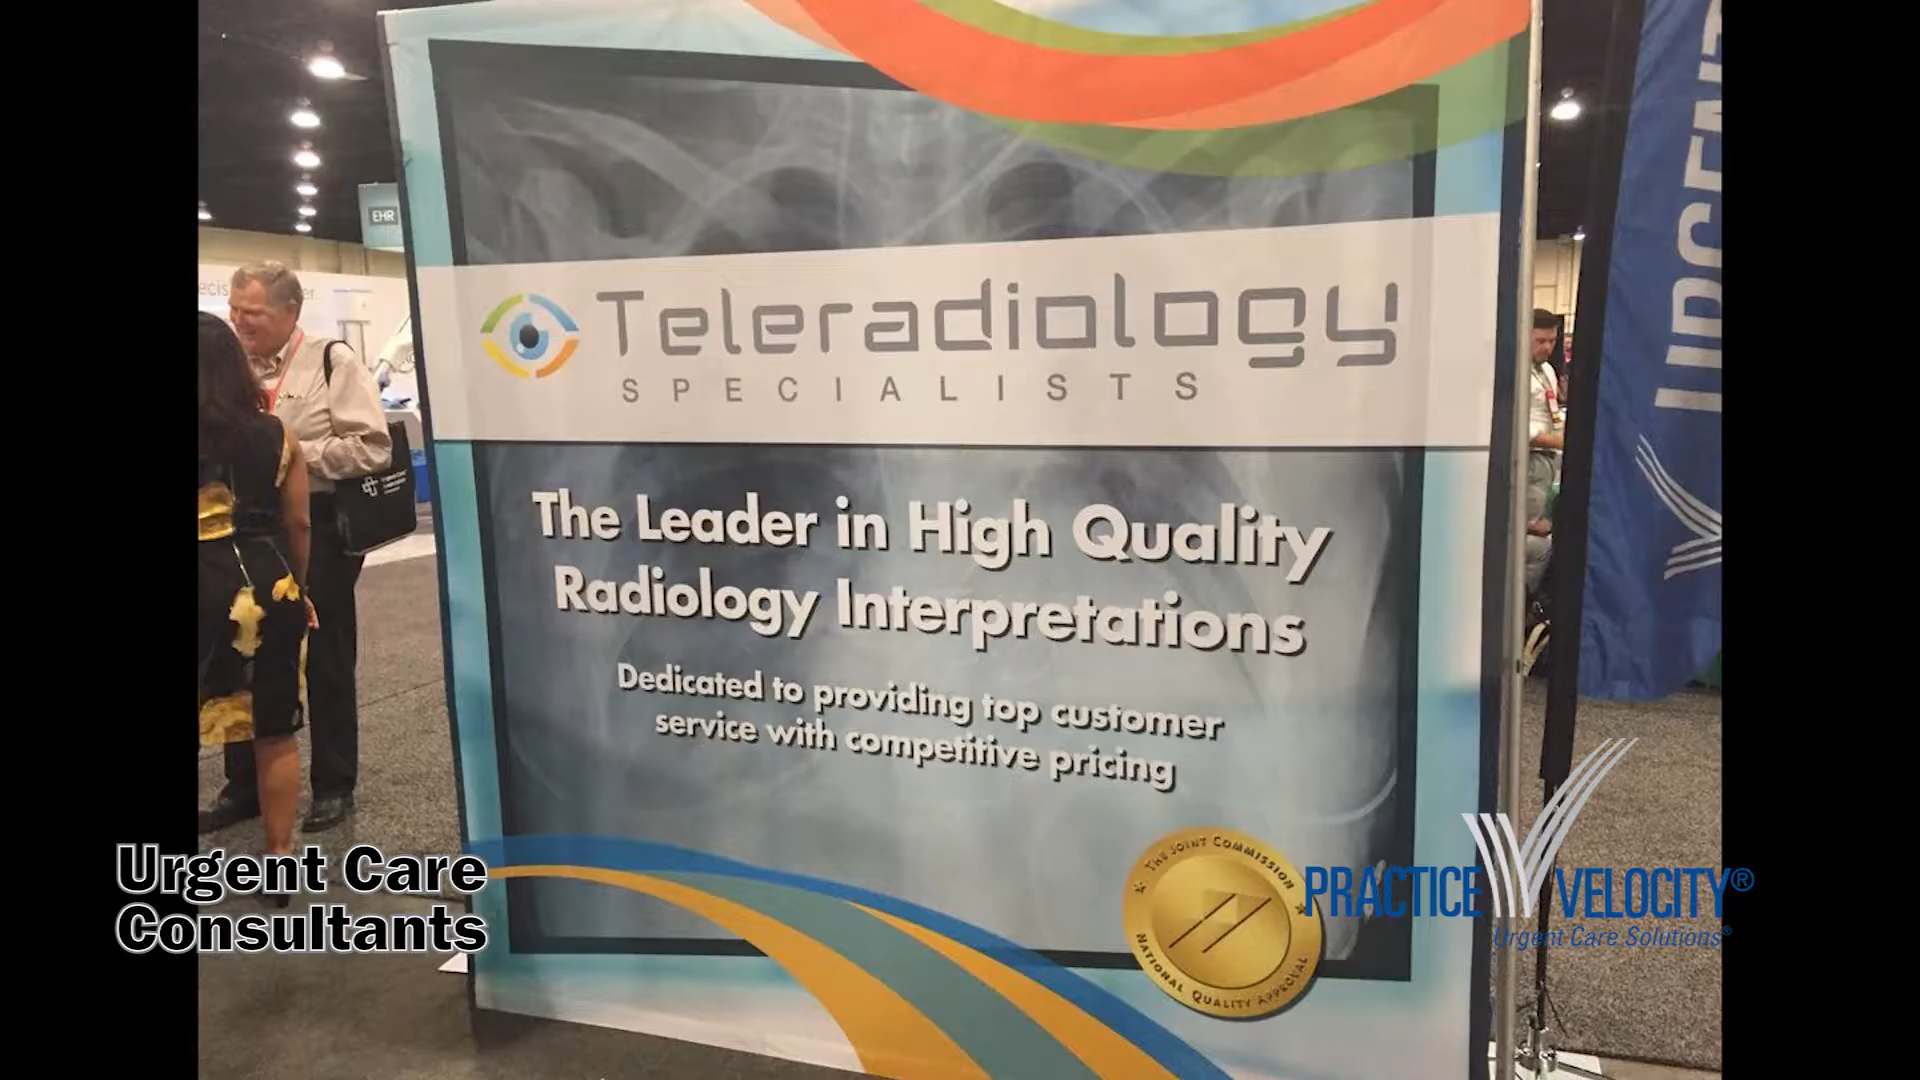 EHR
Teleradiology
SPECIALISTS
The Leader in High Quality
Radiology Interpretations
Dedicated to providing top customer
service with competitive pricing
THE JOINT COMMISSION
NATIONAL QUALITY APPROVAL
Urgent Care
Consultants
PRACTICE VELOCITY®
Urgent Care Solutions®